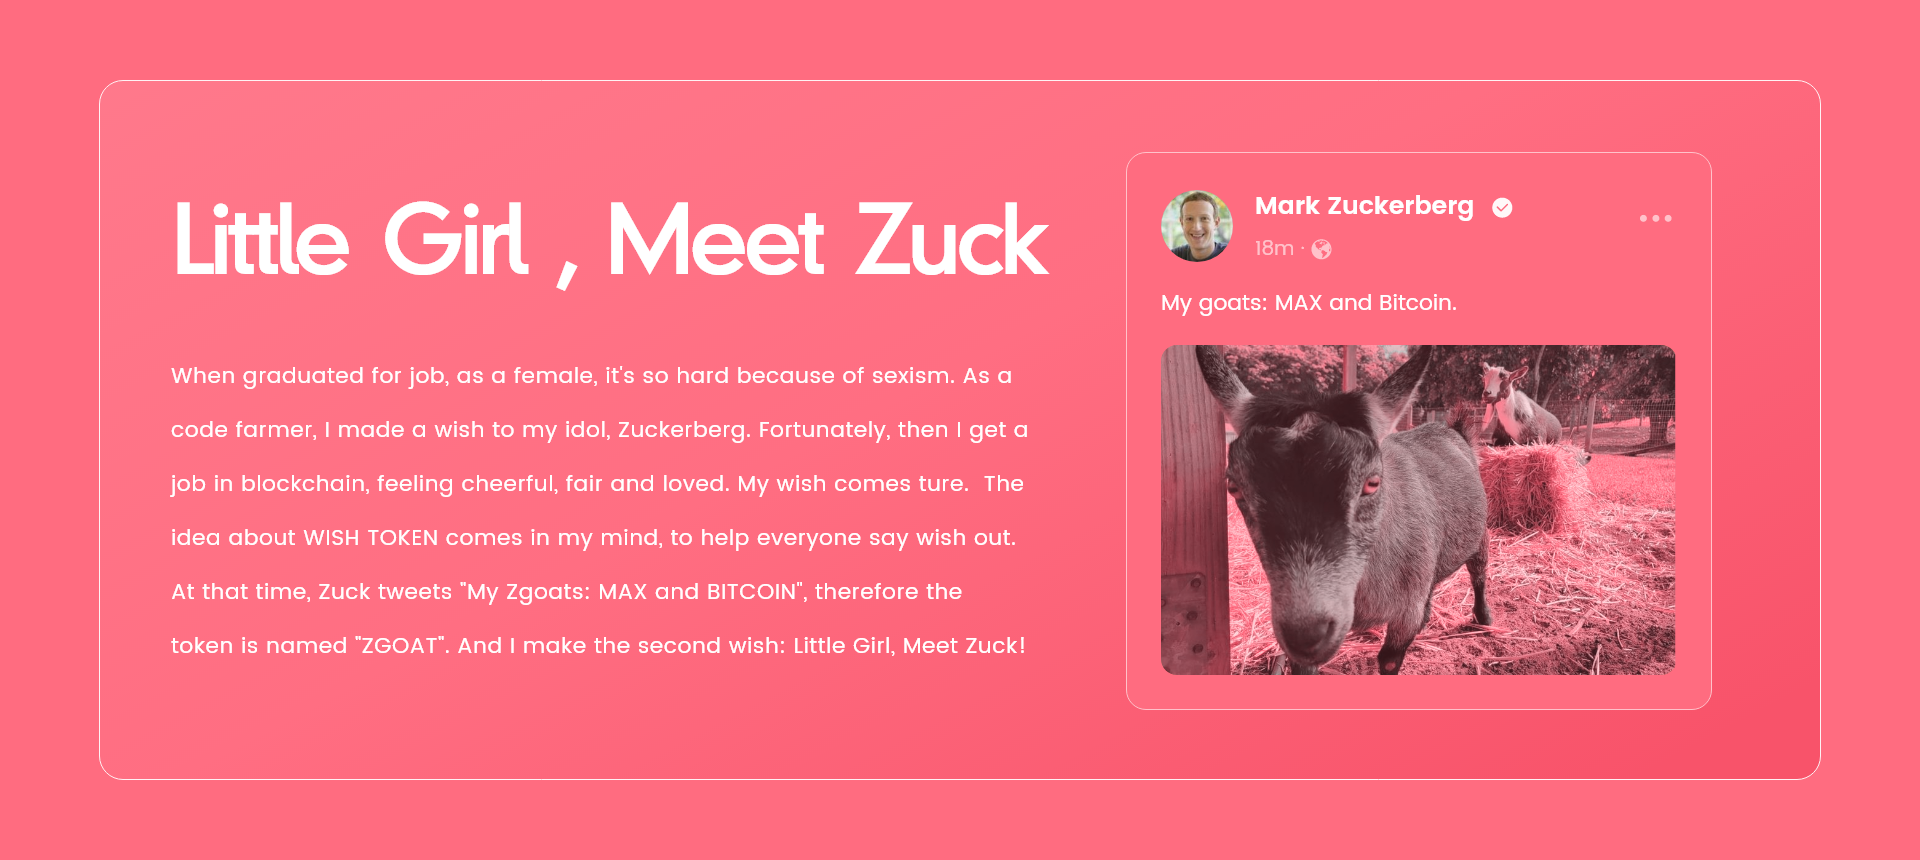 Little Girl , Meet Zuck
When graduated for job, as a female, it's so hard because of sexism. As a
code farmer, I made a wish to my idol, Zuckerberg. Fortunately, then I get a
job in blockchain, feeling cheerful, fair and loved. My wish comes ture.  The
idea about WISH TOKEN comes in my mind, to help everyone say wish out.
At that time, Zuck tweets "My Zgoats: MAX and BITCOIN", therefore the
token is named "ZGOAT". And I make the second wish: Little Girl, Meet Zuck!
Mark Zuckerberg
18m ·
My goats: MAX and Bitcoin.